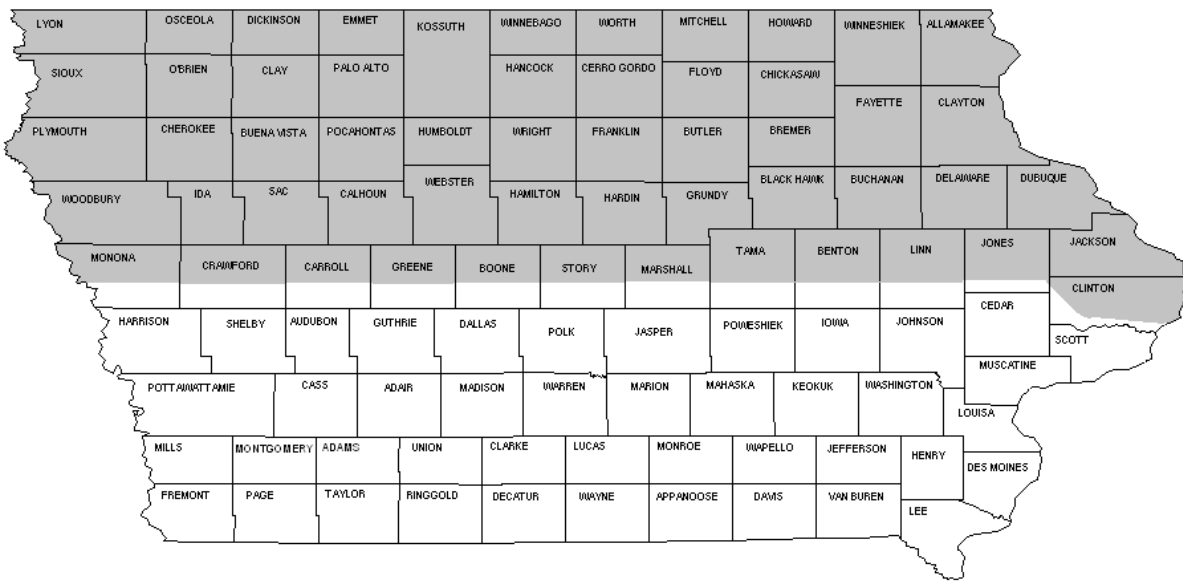 LYON
OSCEOLA
DICKINSON
EMMET
KOSSUTH
WINNEBAGO
WORTH
MITCHELL
HOWARD
WINNESHIEK
ALLAMAKEE
SIOUX
O'BRIEN
CLAY
PALO ALTO
HANCOCK
CERRO GORDO
FLOYD
CHICKASAW
FAYETTE
CLAYTON
PLYMOUTH
CHEROKEE
BUENA VISTA
POCAHONTAS
HUMBOLDT
WRIGHT
FRANKLIN
BUTLER
BREMER
WOODBURY
IDA
SAC
CALHOUN
WEBSTER
HAMILTON
HARDIN
GRUNDY
BLACK HAWK
BUCHANAN
DELAWARE
DUBUQUE
MONONA
CRAWFORD
CARROLL
GREENE
BOONE
STORY
MARSHALL
TAMA
BENTON
LINN
JONES
JACKSON
CLINTON
HARRISON
SHELBY
AUDUBON
GUTHRIE
DALLAS
POLK
JASPER
POWESHIEK
IOWA
JOHNSON
CEDAR
SCOTT
POTTAWATTAMIE
CASS
ADAIR
MADISON
WARREN
MARION
MAHASKA
KEOKUK
WASHINGTON
MUSCATINE
LOUISA
MILLS
MONTGOMERY
ADAMS
UNION
CLARKE
LUCAS
MONROE
WAPELLO
JEFFERSON
HENRY
DES MOINES
FREMONT
PAGE
TAYLOR
RINGGOLD
DECATUR
WAYNE
APPANOOSE
DAVIS
VAN BUREN
LEE